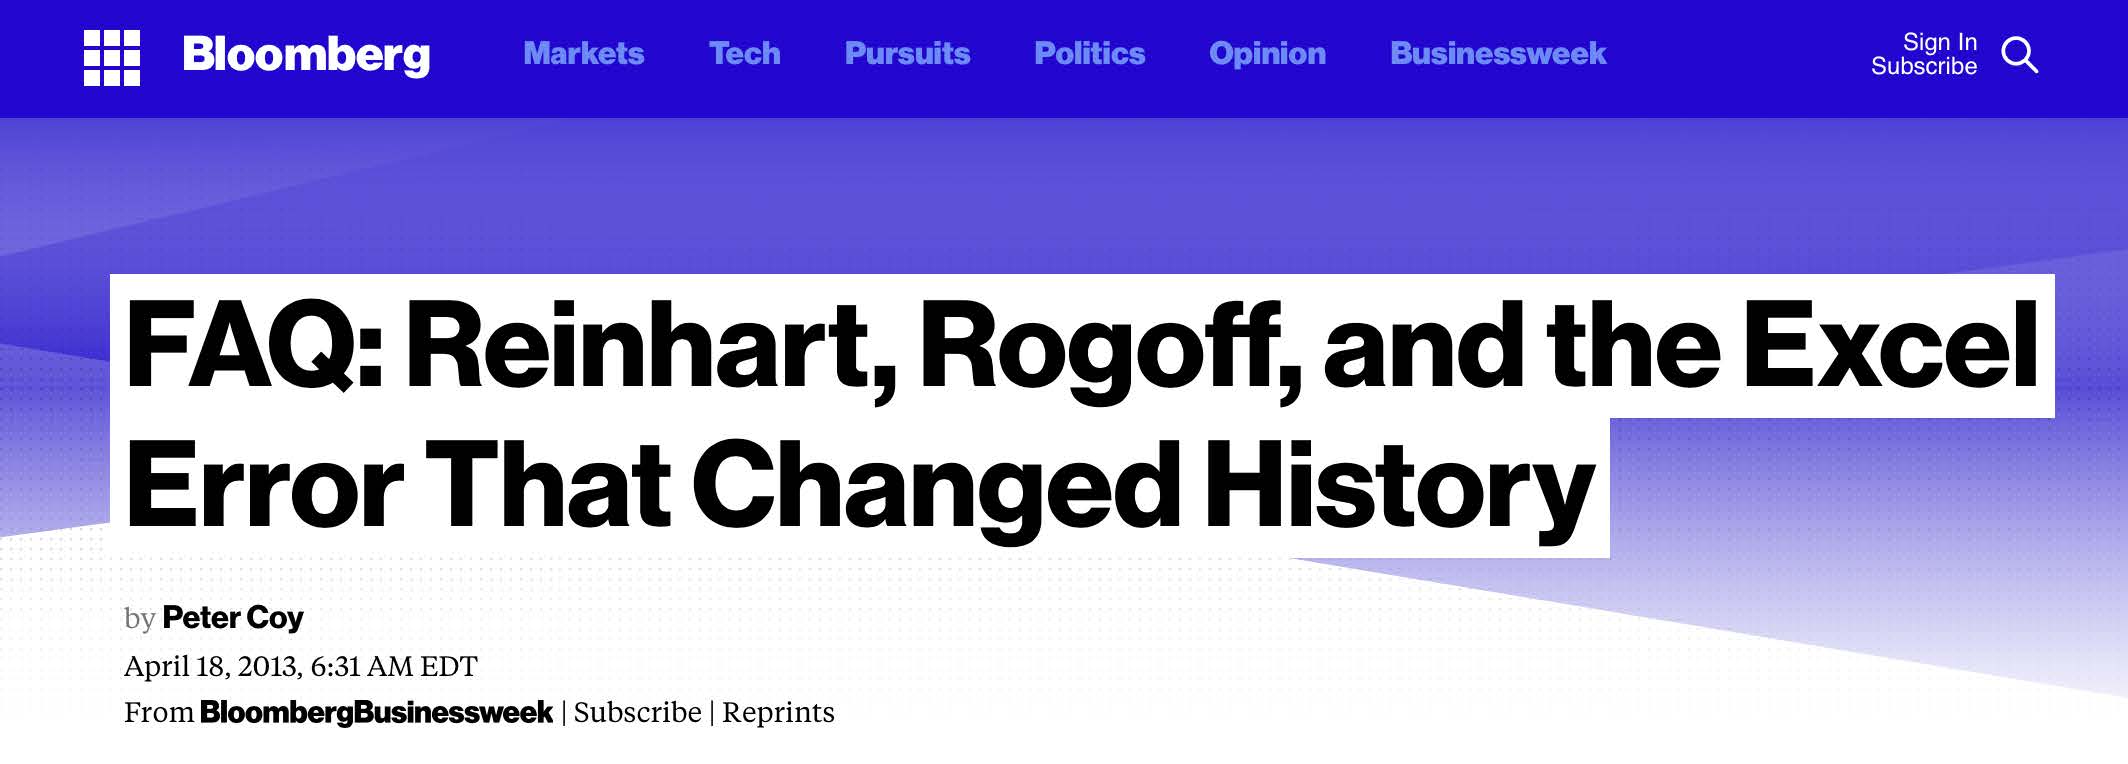 Bloomberg Markets Tech Pursuits Politics Opinion Businessweek Sign In
Subscribe
FAQ: Reinhart, Rogoff, and the Excel
Error That Changed History
by Peter Coy
April 18, 2013, 6:31 AM EDT
From BloombergBusinessweek | Subscribe | Reprints